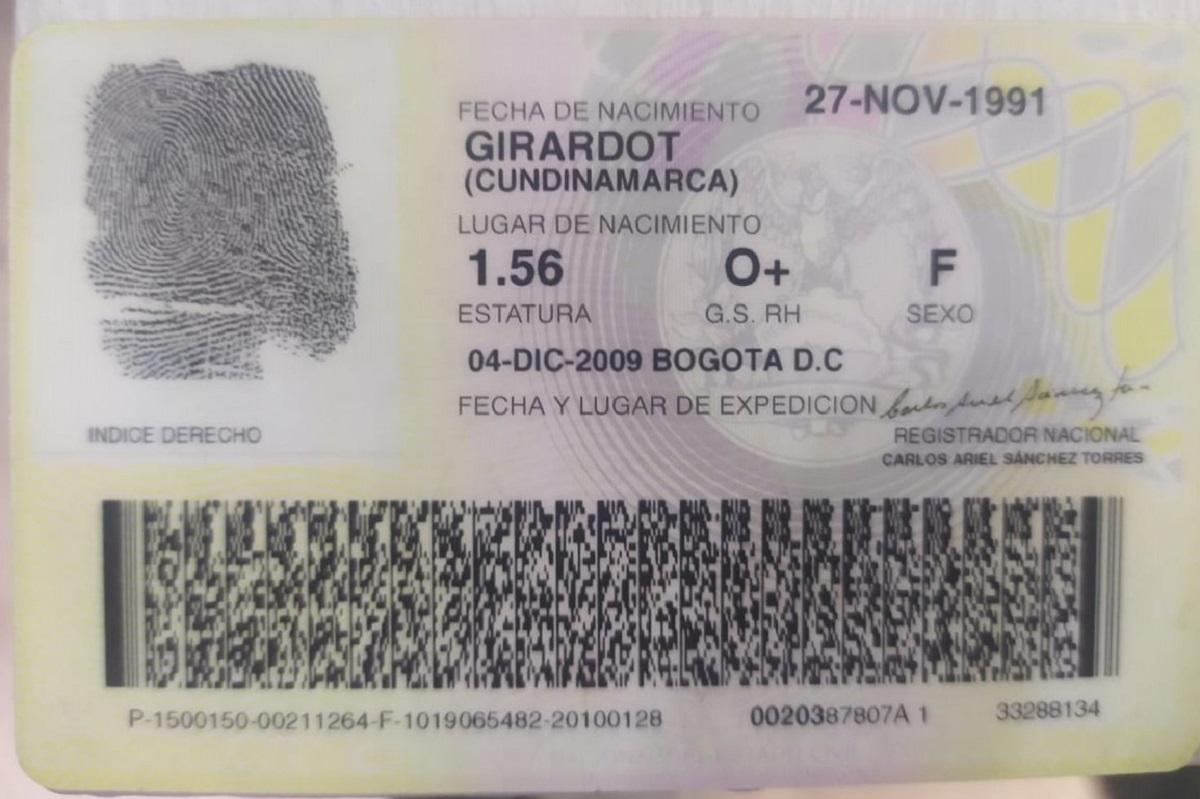 FECHA DE NACIMIENTO 27-NOV-1991
GIRARDOT
(CUNDINAMARCA)
LUGAR DE NACIMIENTO
1.56 O+ F
ESTATURA G.S. RH SEXO
04-DIC-2009 BOGOTA D.C
FECHA Y LUGAR DE EXPEDICION
INDICE DERECHO
REGISTRADOR NACIONAL
CARLOS ARIEL SÁNCHEZ TORRES
P-1500150-00211264-F-1019065482-20100128 0020387807A 1 33288134